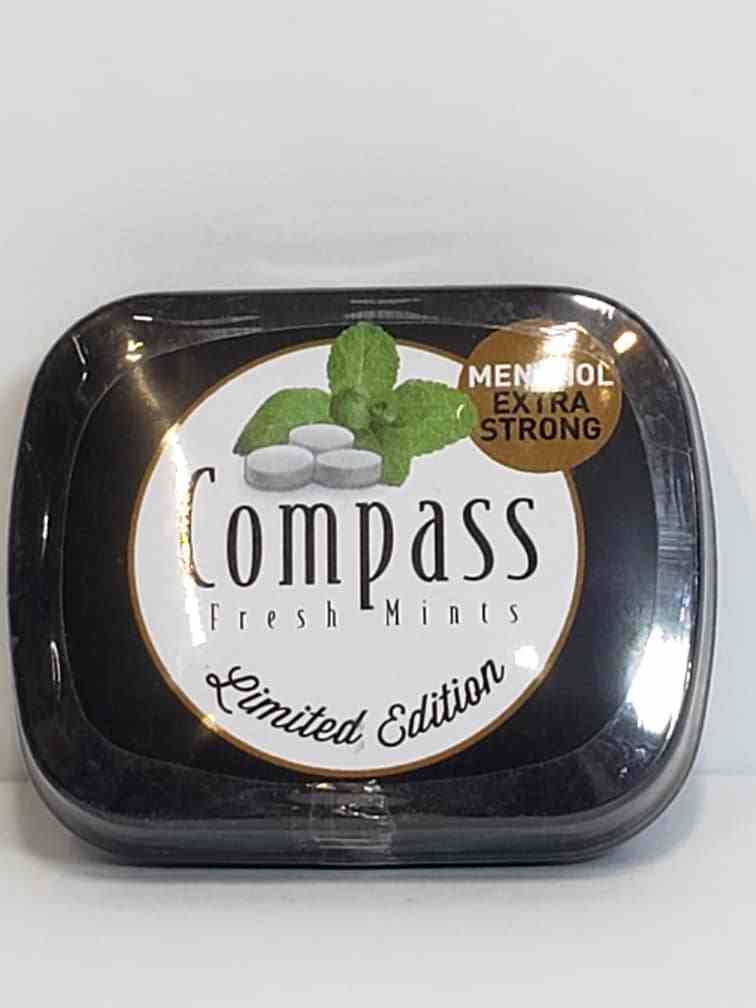 MENTHOL
EXTRA
STRONG
Compass
Fresh Mints
Limited Edition